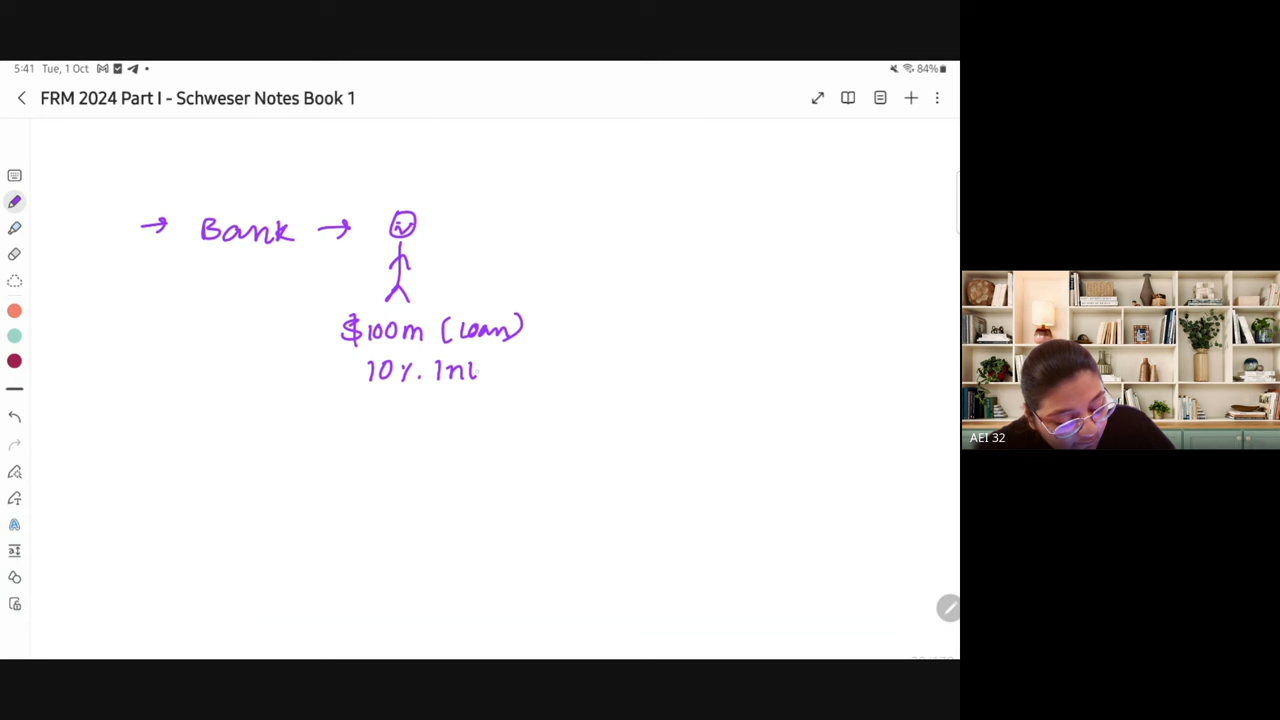 5:41 Tue, 1 Oct
84%
FRM 2024 Part I - Schweser Notes Book 1
→ Bank →
$100m (Loan)
10%. Int
AEI 32